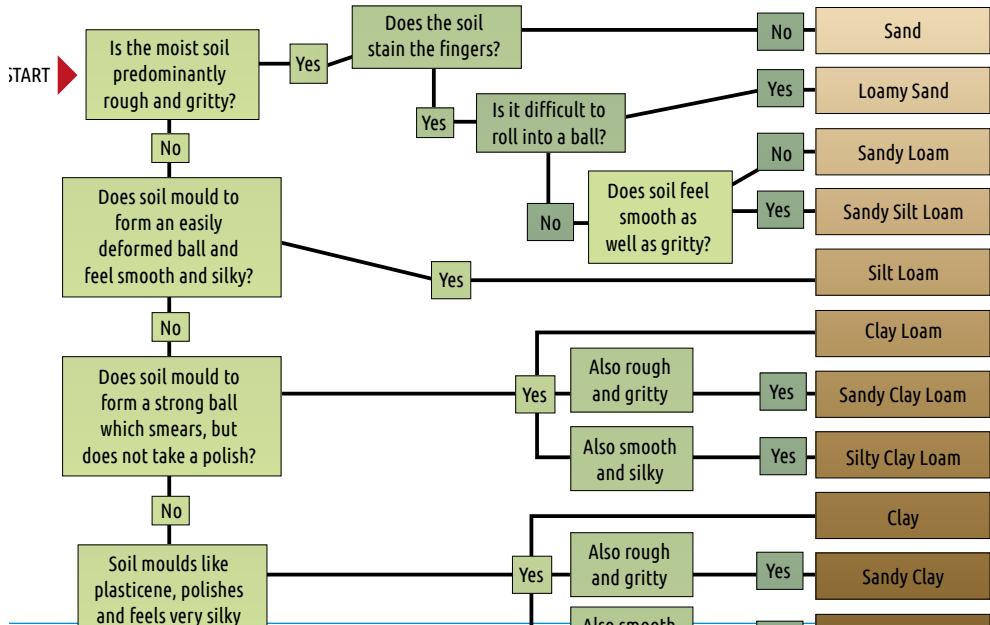 START
Is the moist soil
predominantly
rough and gritty?
Yes
Does the soil
stain the fingers?
No
Sand
Yes
Is it difficult to
roll into a ball?
Yes
Loamy Sand
No
Does soil feel
smooth as
well as gritty?
No
Sandy Loam
Yes
Sandy Silt Loam
No
Does soil mould to
form an easily
deformed ball and
feel smooth and silky?
Yes
Silt Loam
No
Does soil mould to
form a strong ball
which smears, but
does not take a polish?
Yes
Clay Loam
Also rough
and gritty
Yes
Sandy Clay Loam
Also smooth
and silky
Yes
Silty Clay Loam
No
Soil moulds like
plasticene, polishes
and feels very silky
Yes
Clay
Also rough
and gritty
Yes
Sandy Clay
Also smooth